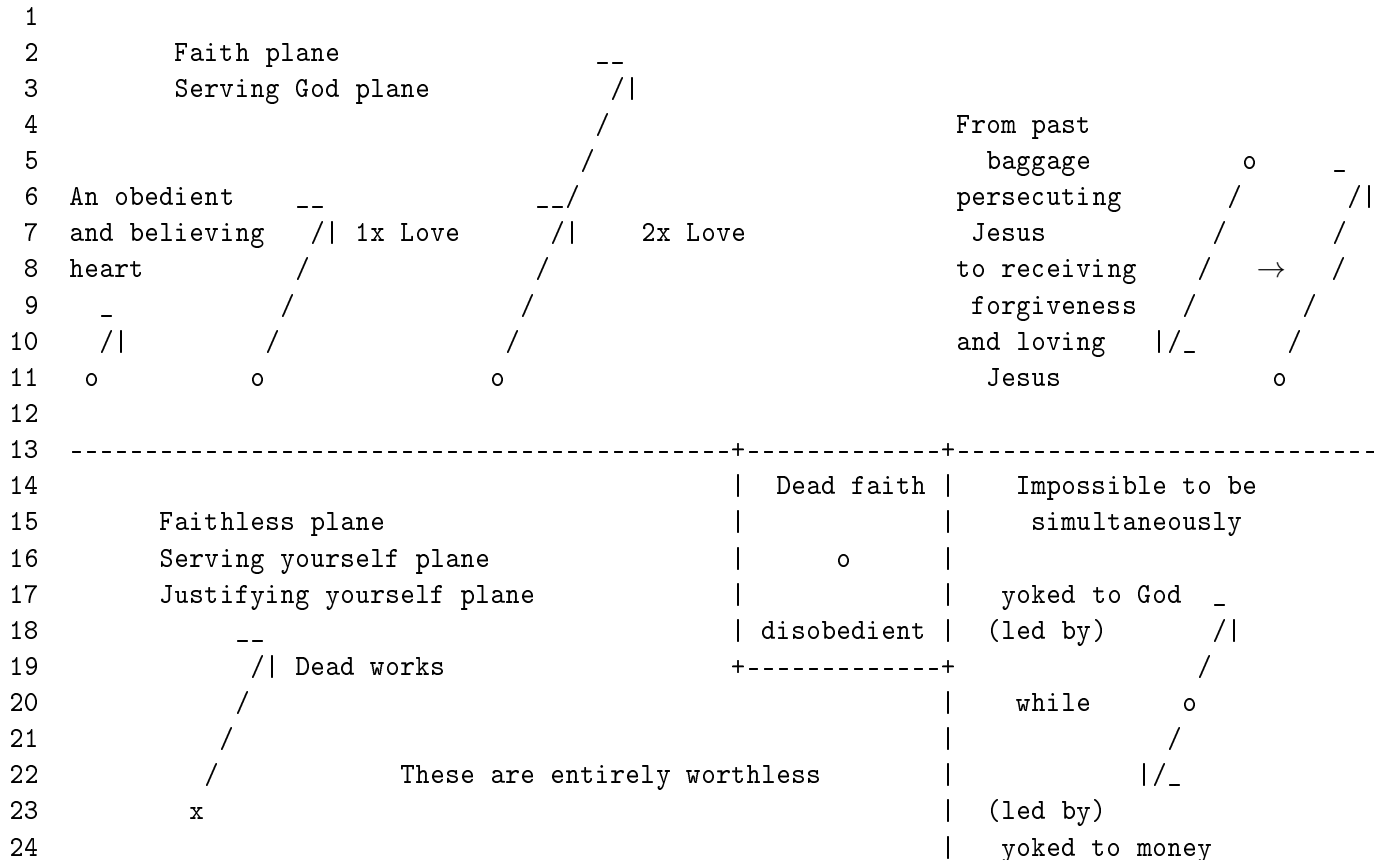 1
2         Faith plane                 __
3         Serving God plane            /|
4                                     /                       From past
5                                    /                          baggage          o     _
6  An obedient    __              __/                         persecuting       /       /|
7  and believing   /| 1x Love      /|    2x Love               Jesus           /       /
8  heart          /               /                           to receiving    /   →   /
9    _           /               /                             forgiveness   /       /
10   /|         /               /                             and loving   |/_      /
11  o          o               o                                Jesus              o
12
13 --------------------------------------------+-------------+----------------------------
14                                             |  Dead faith |    Impossible to be
15       Faithless plane                       |             |     simultaneously
16       Serving yourself plane                |      o      |
17       Justifying yourself plane             |             |   yoked to God  _
18            __                               | disobedient |  (led by)       /|
19             /| Dead works                   +-------------+                /
20            /                                              |    while      o
21           /                                               |              /
22          /            These are entirely worthless        |            |/_
23         x                                                 |  (led by)
24                                                           |   yoked to money